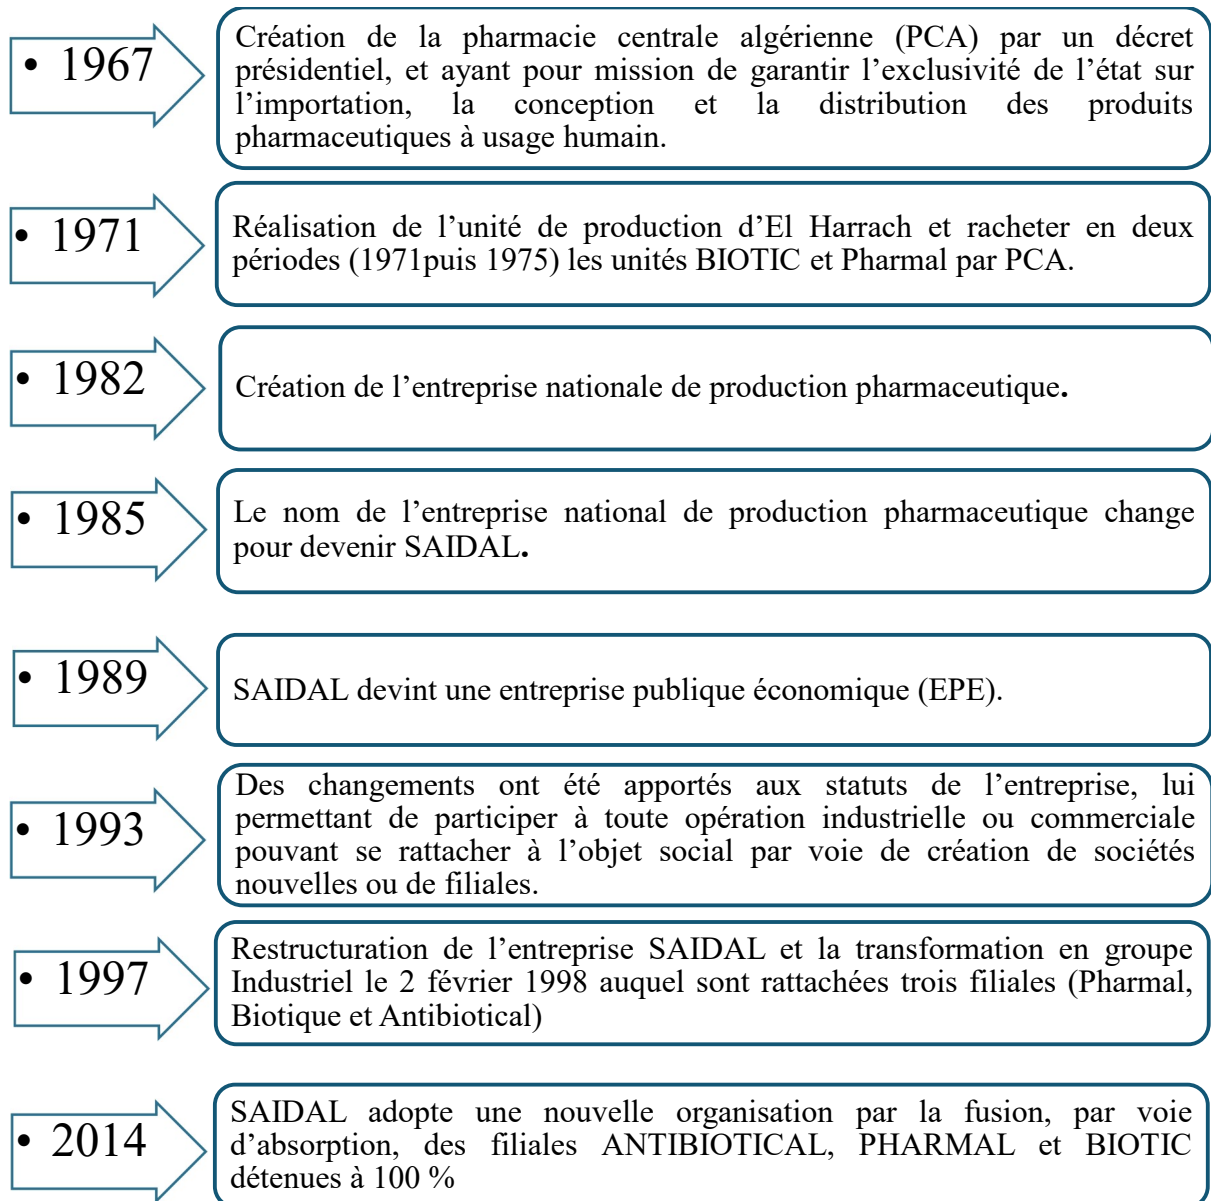 • 1967
Création de la pharmacie centrale algérienne (PCA) par un décret
présidentiel, et ayant pour mission de garantir l’exclusivité de l’état sur
l’importation, la conception et la distribution des produits
pharmaceutiques à usage humain.
• 1971
Réalisation de l’unité de production d’El Harrach et racheter en deux
périodes (1971puis 1975) les unités BIOTIC et Pharmal par PCA.
• 1982
Création de l’entreprise nationale de production pharmaceutique.
• 1985
Le nom de l’entreprise national de production pharmaceutique change
pour devenir SAIDAL.
• 1989
SAIDAL devint une entreprise publique économique (EPE).
• 1993
Des changements ont été apportés aux statuts de l’entreprise, lui
permettant de participer à toute opération industrielle ou commerciale
pouvant se rattacher à l’objet social par voie de création de sociétés
nouvelles ou de filiales.
• 1997
Restructuration de l’entreprise SAIDAL et la transformation en groupe
Industriel le 2 février 1998 auquel sont rattachées trois filiales (Pharmal,
Biotique et Antibiotical)
• 2014
SAIDAL adopte une nouvelle organisation par la fusion, par voie
d’absorption, des filiales ANTIBIOTICAL, PHARMAL et BIOTIC
détenues à 100 %